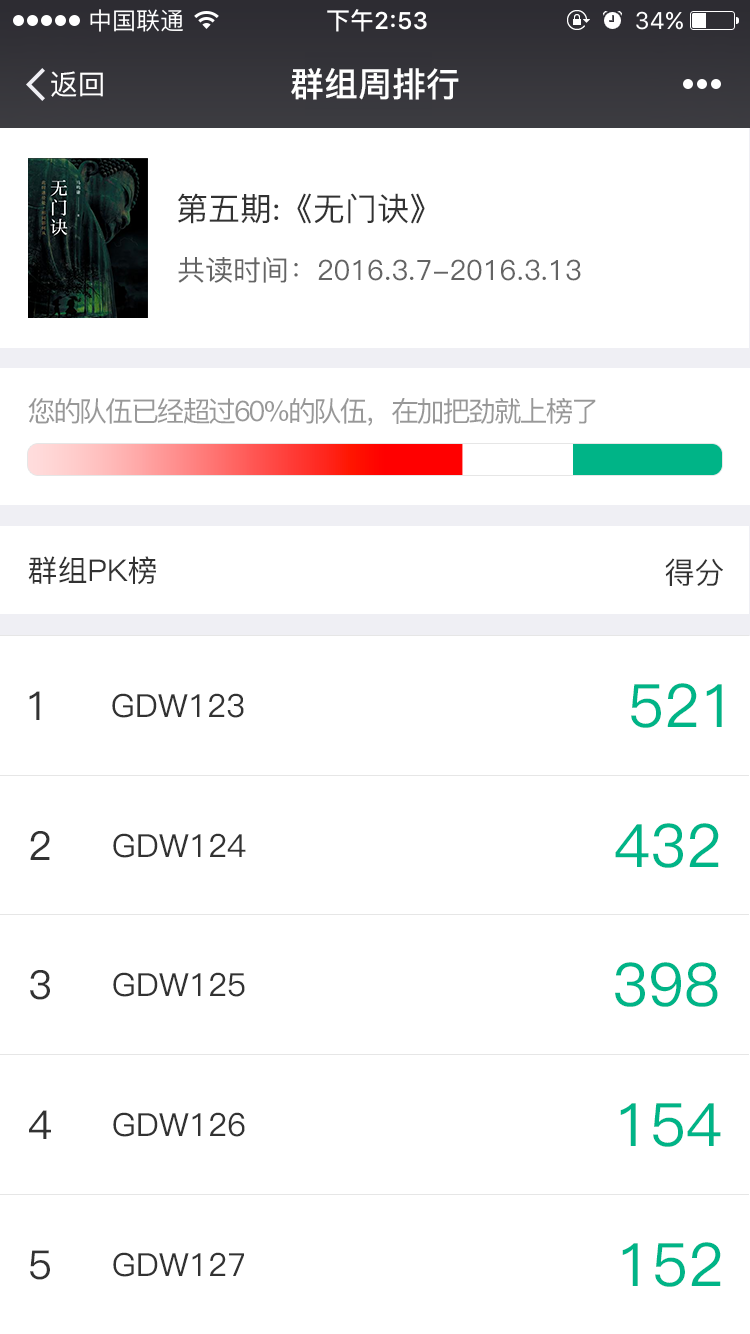 中国联通 下午2:53 34%
返回 群组周排行
无门诀
第五期:《无门诀》
共读时间：2016.3.7-2016.3.13
您的队伍已经超过60%的队伍，在加把劲就上榜了
群组PK榜 得分
1 GDW123 521
2 GDW124 432
3 GDW125 398
4 GDW126 154
5 GDW127 152